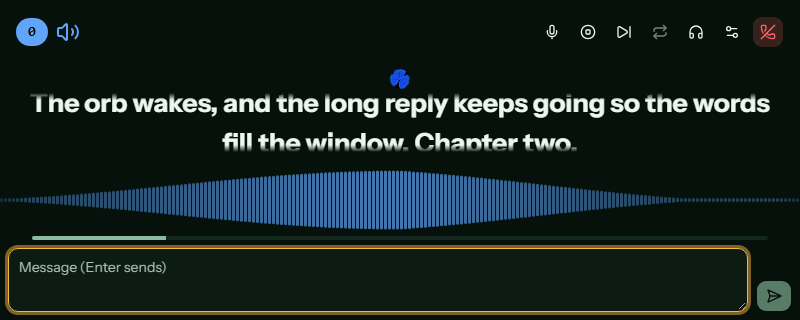 0
The orb wakes, and the long reply keeps going so the words
fill the window. Chapter two.
Message (Enter sends)